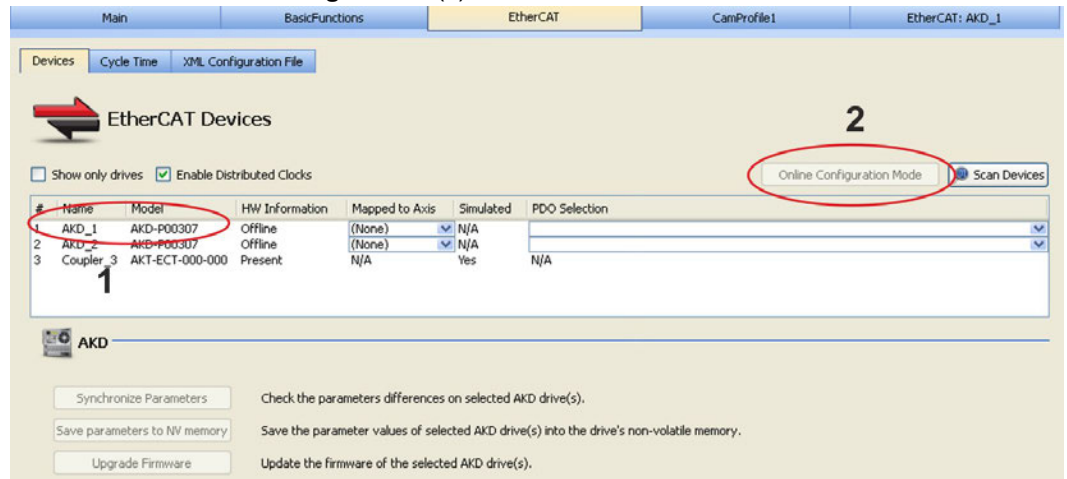 Main BasicFunctions EtherCAT CamProfile1 EtherCAT: AKD_1
Devices Cycle Time XML Configuration File
EtherCAT Devices
2
Show only drives Enable Distributed Clocks Online Configuration Mode Scan Devices
# Name Model HW Information Mapped to Axis Simulated PDO Selection
1 AKD_1 AKD-P00307 Offline (None) N/A
2 AKD_2 AKD-P00307 Offline (None) N/A
3 Coupler_3 AKT-ECT-000-000 Present N/A Yes N/A
1
AKD
Synchronize Parameters Check the parameters differences on selected AKD drive(s).
Save parameters to NV memory Save the parameter values of selected AKD drive(s) into the drive's non-volatile memory.
Upgrade Firmware Update the firmware of the selected AKD drive(s).